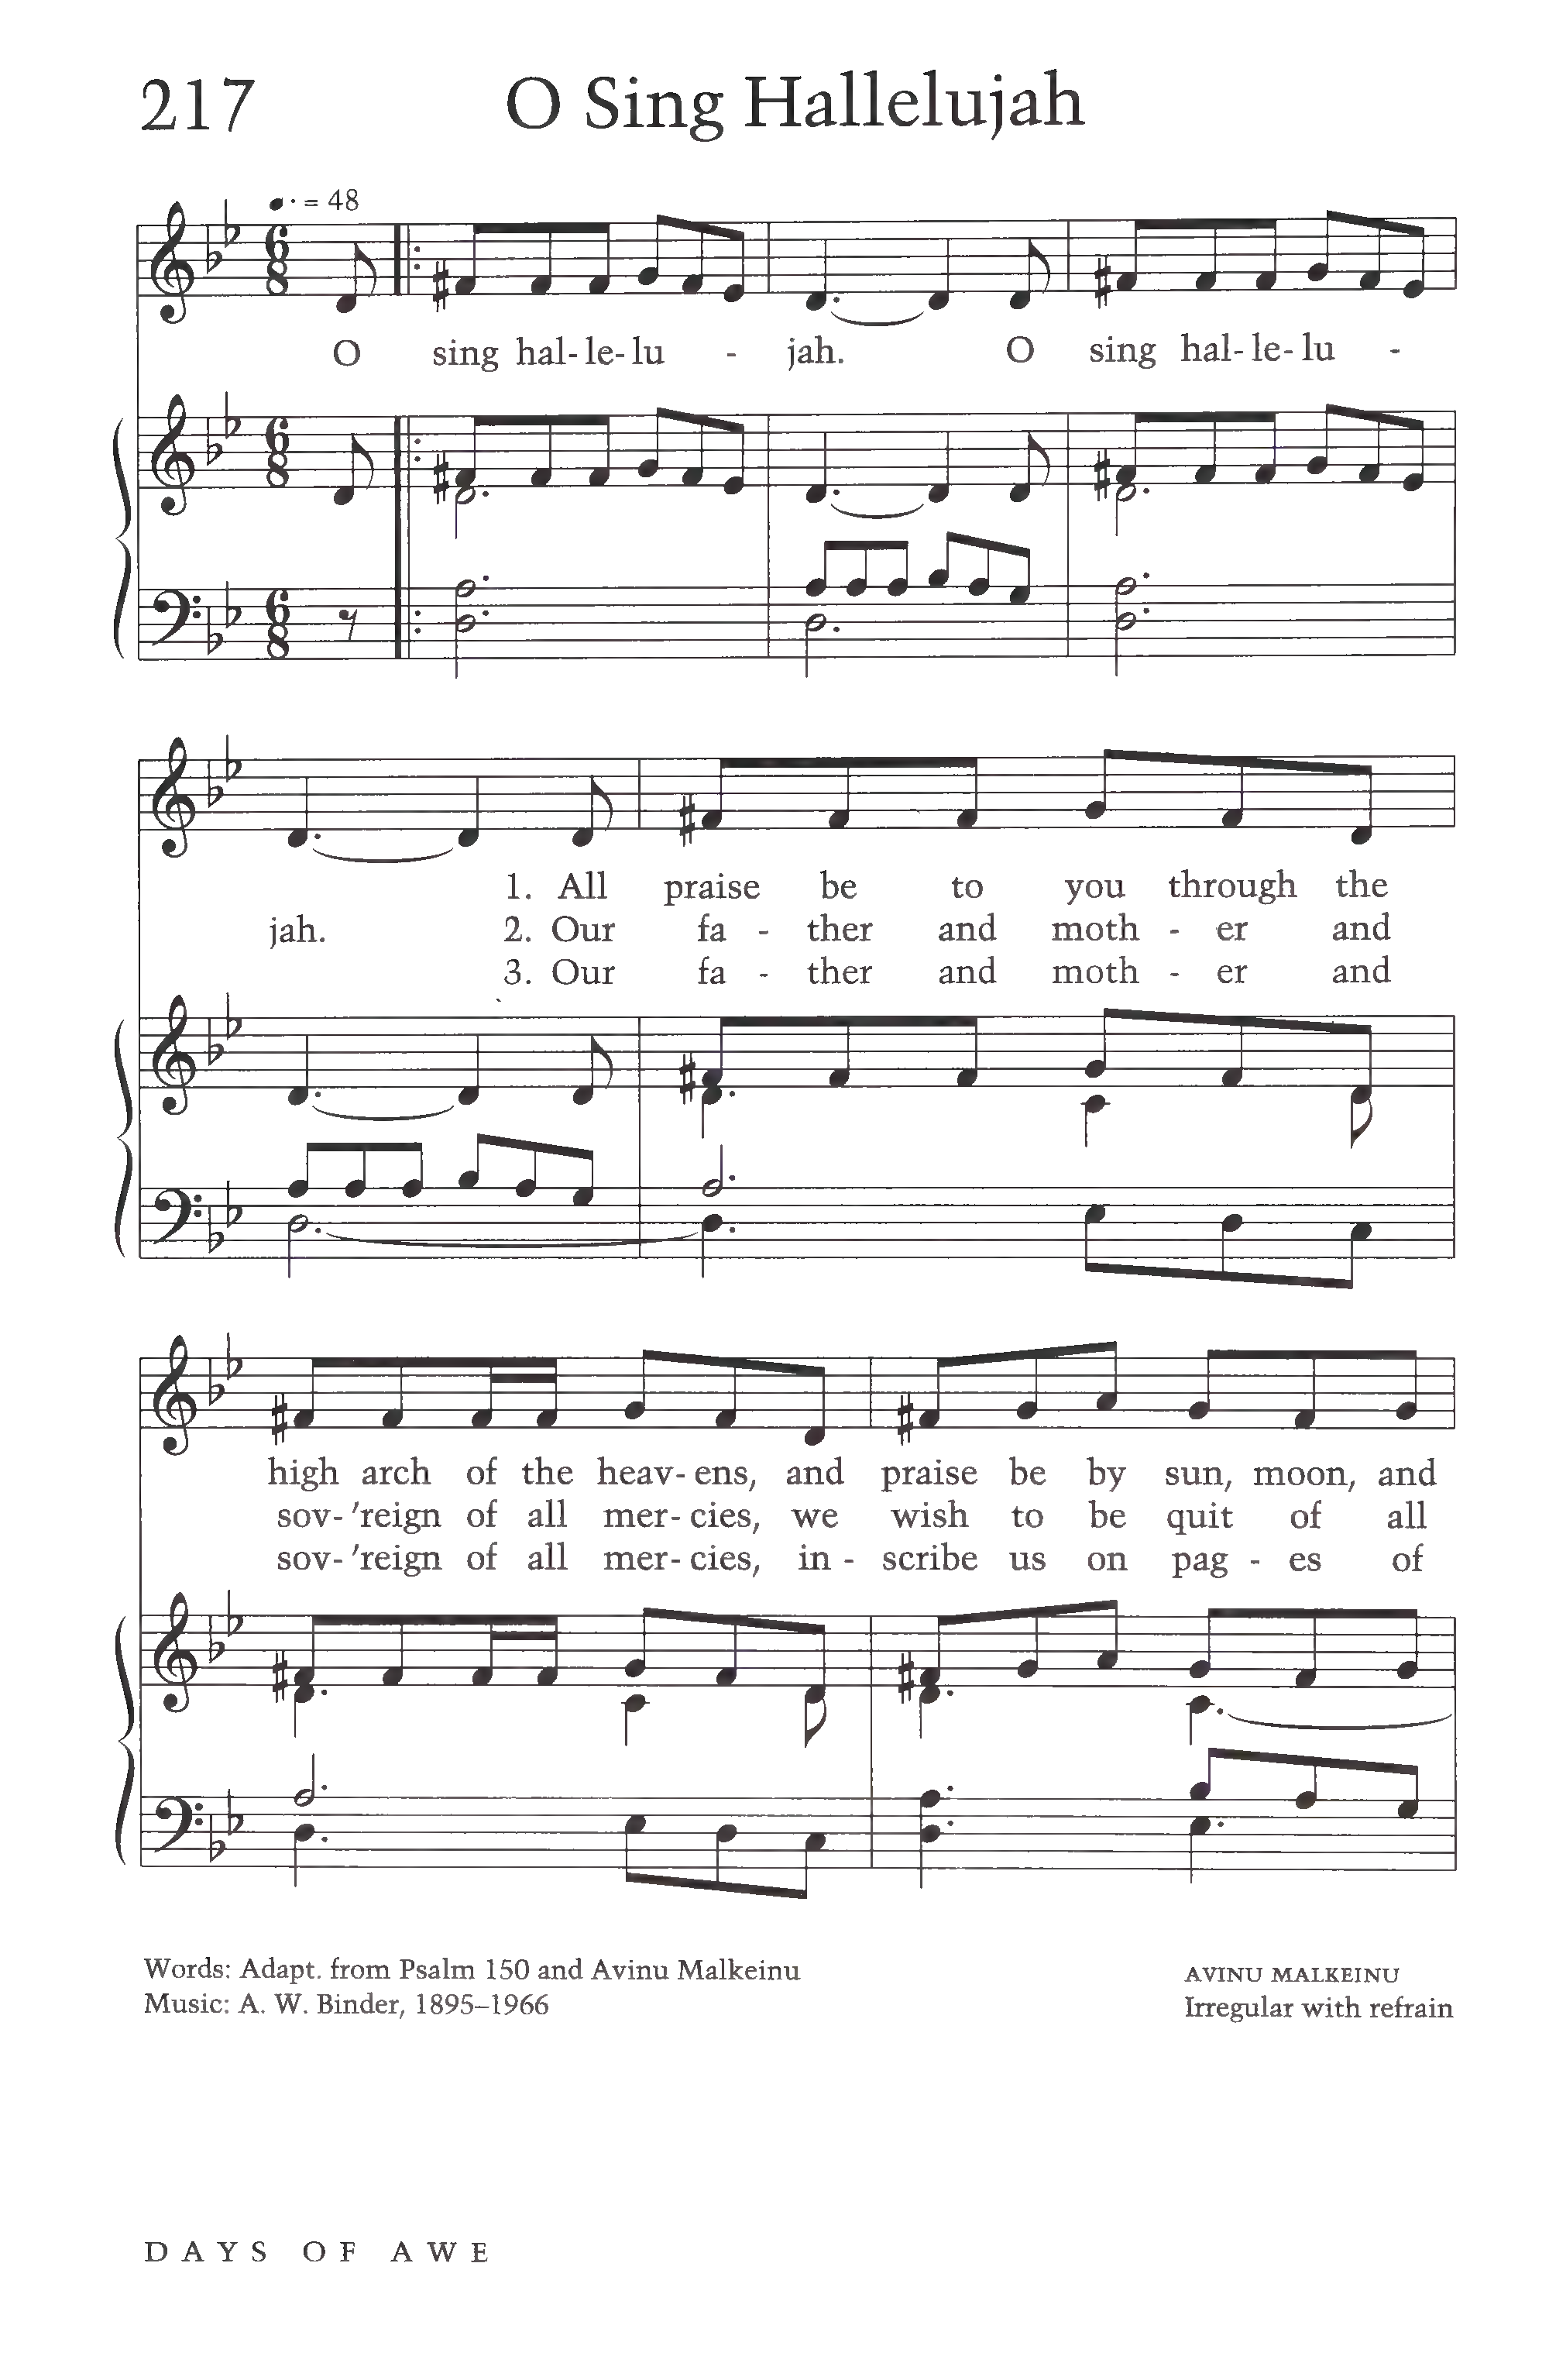 217 O Sing Hallelujah
♩. = 48
O sing hal- le- lu - jah. O sing hal- le- lu -
1. All praise be to you through the
jah. 2. Our fa - ther and moth - er and
3. Our fa - ther and moth - er and
high arch of the heav- ens, and praise be by sun, moon, and
sov- 'reign of all mer- cies, we wish to be quit of all
sov- 'reign of all mer- cies, in - scribe us on pag - es of
Words: Adapt. from Psalm 150 and Avinu Malkeinu
Music: A. W. Binder, 1895–1966
AVINU MALKEINU
Irregular with refrain
DAYS OF AWE